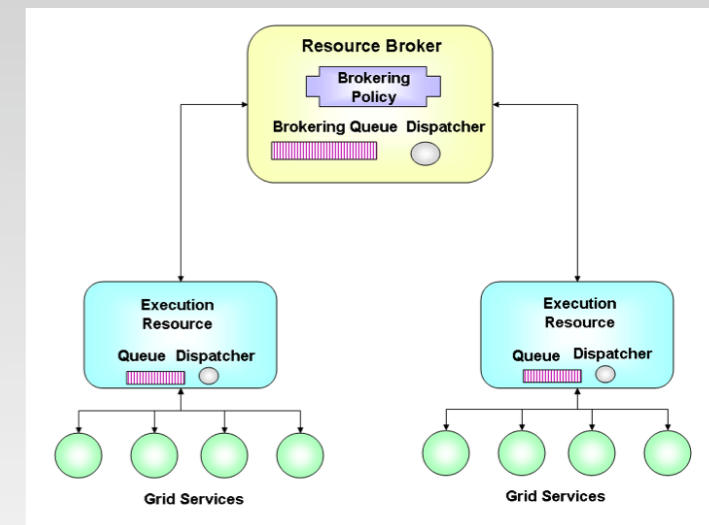 Resource Broker
Brokering
Policy
Brokering Queue Dispatcher
Execution
Resource
Queue Dispatcher
Execution
Resource
Queue Dispatcher
Grid Services
Grid Services